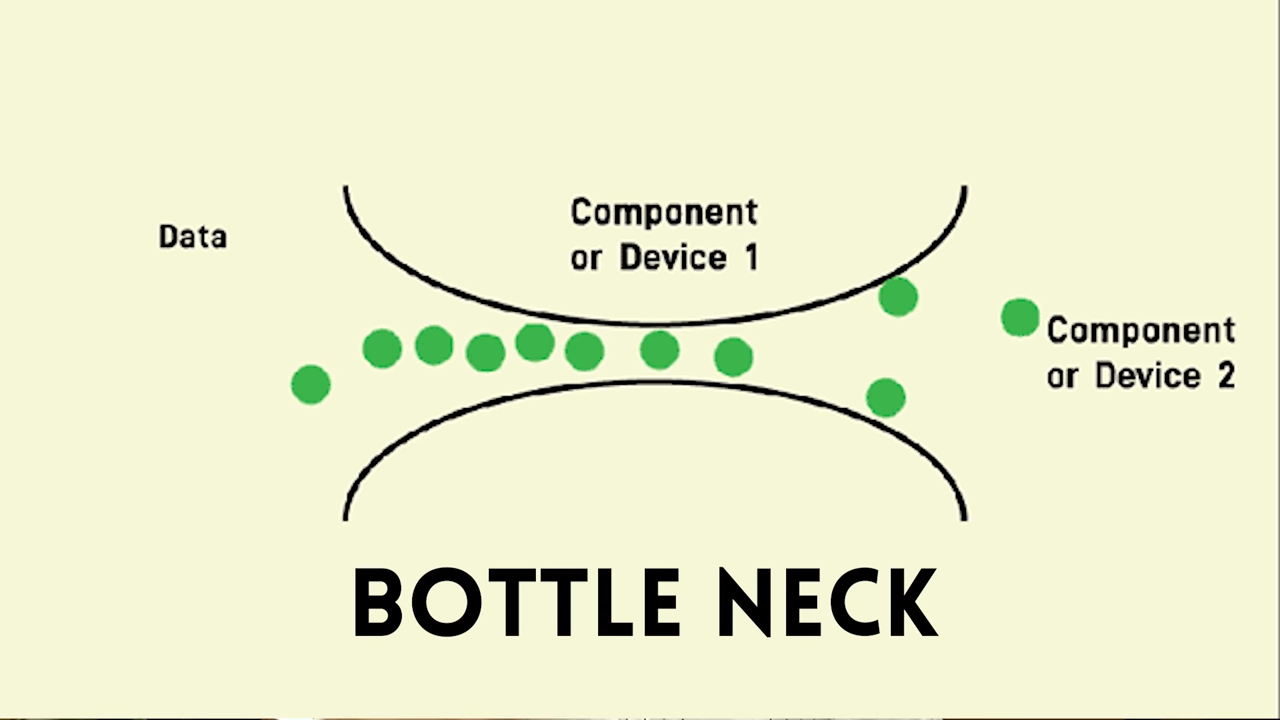 Data
Component
or Device 1
Component
or Device 2
BOTTLE NECK